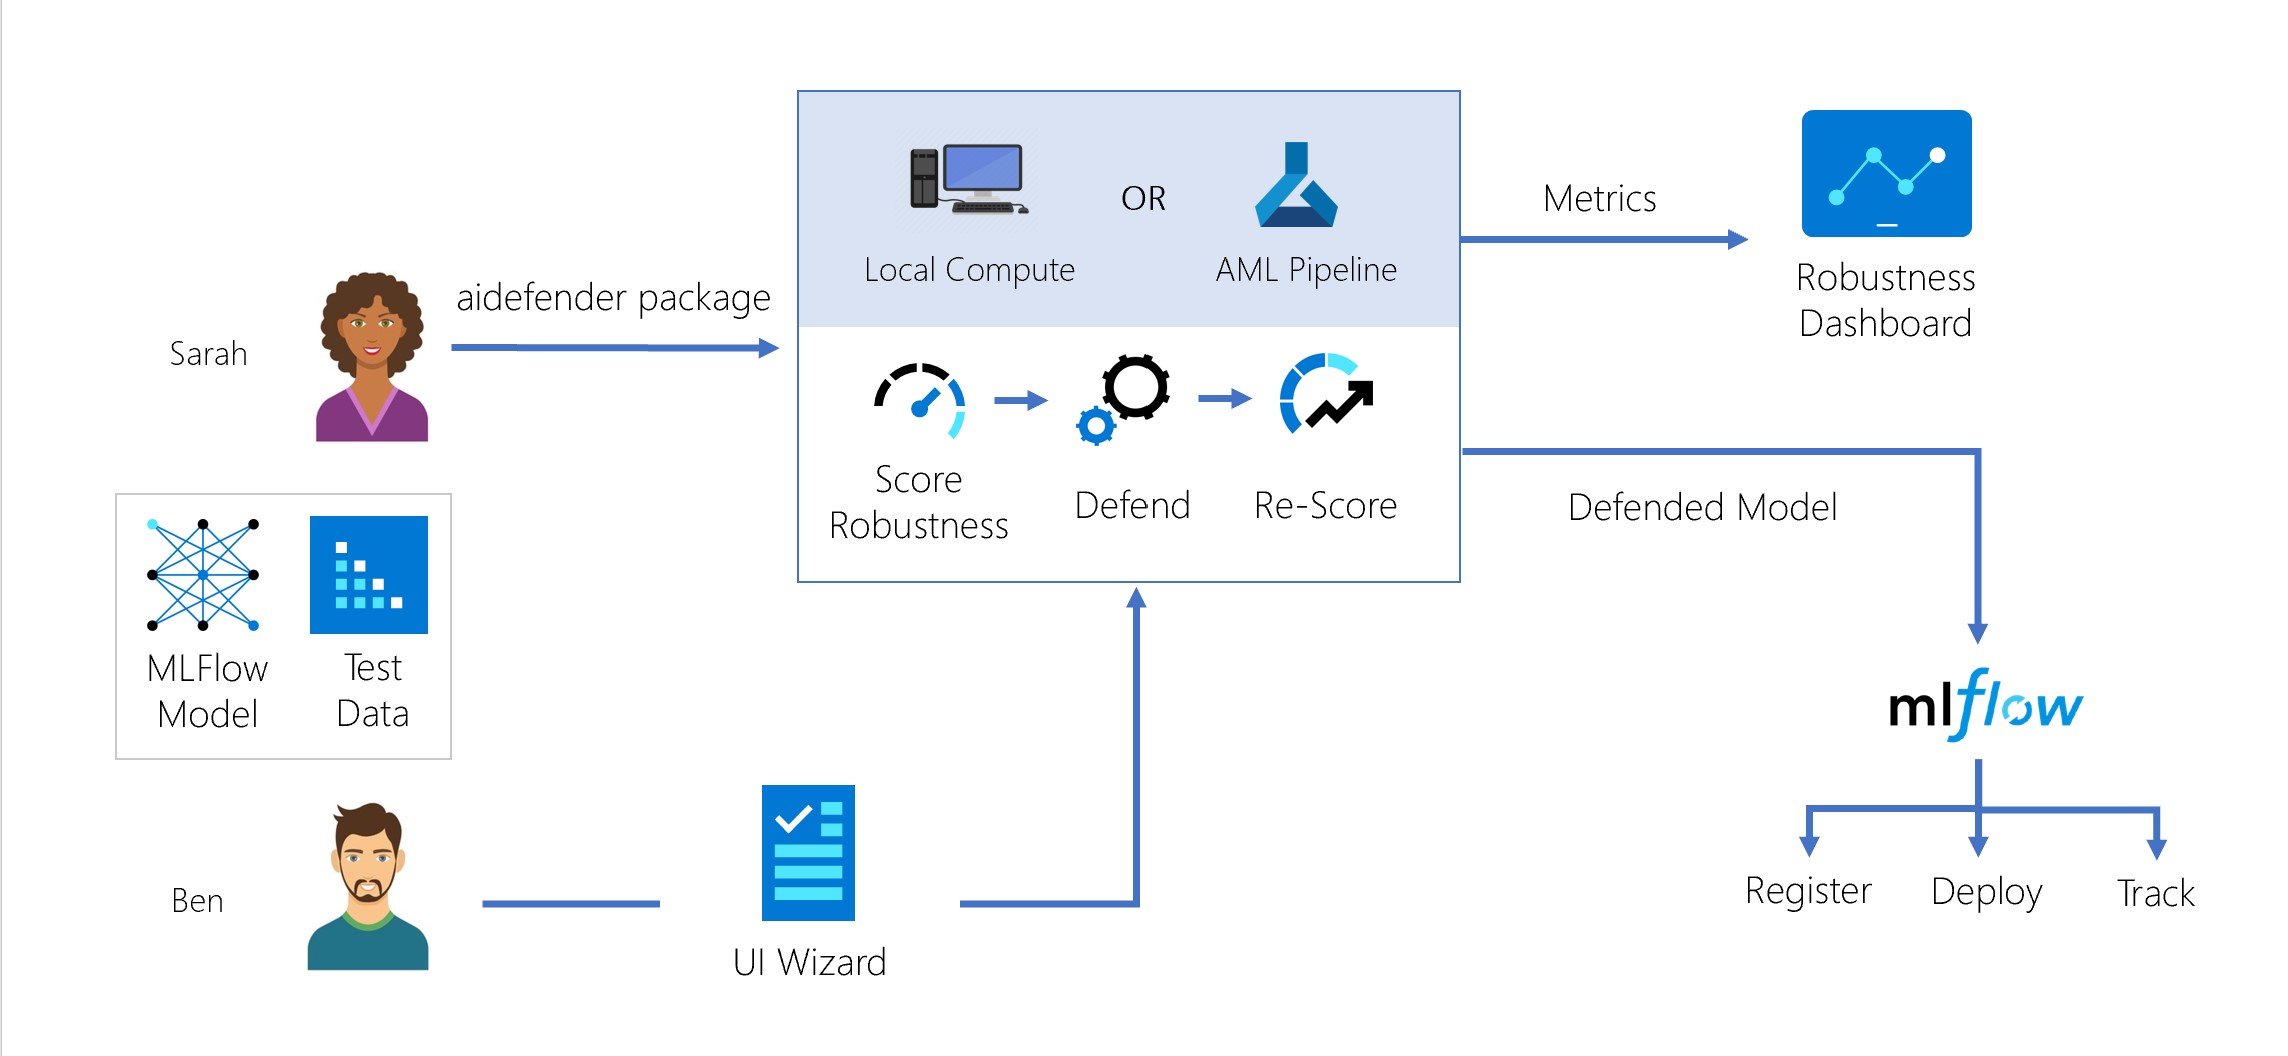 Sarah
aidefender package
MLFlow
Model
Test
Data
Ben
UI Wizard
Local Compute
OR
AML Pipeline
Score
Robustness
Defend
Re-Score
Metrics
Robustness
Dashboard
Defended Model
mlflow
Register
Deploy
Track